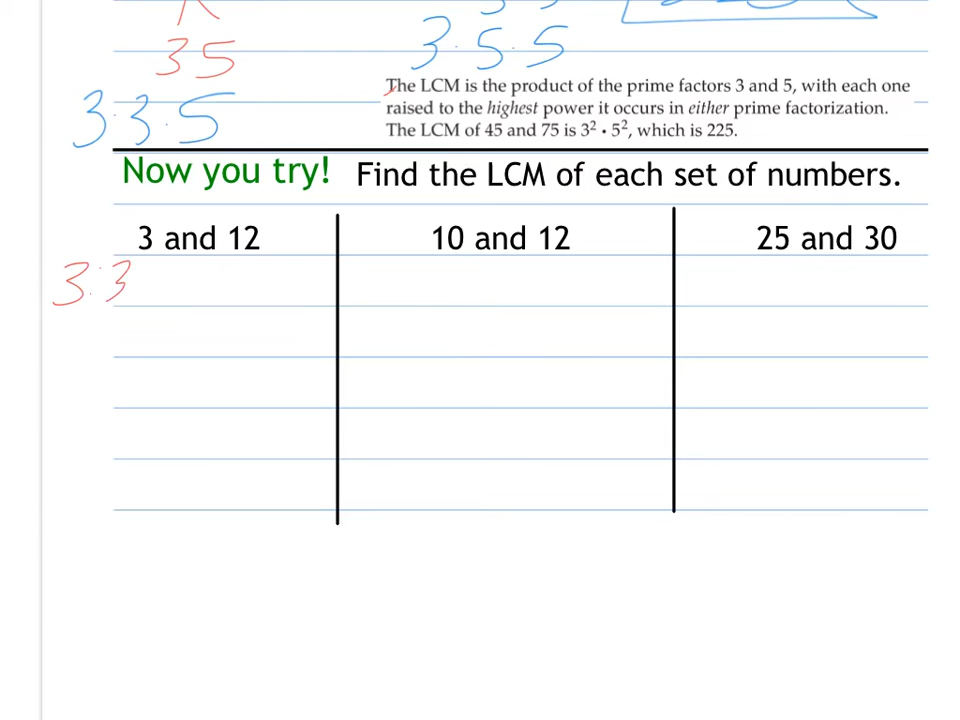 3 5
3·5·5
3·3·5
The LCM is the product of the prime factors 3 and 5, with each one
raised to the highest power it occurs in either prime factorization.
The LCM of 45 and 75 is 3² • 5², which is 225.
Now you try! Find the LCM of each set of numbers.
3 and 12
10 and 12
25 and 30
3:3